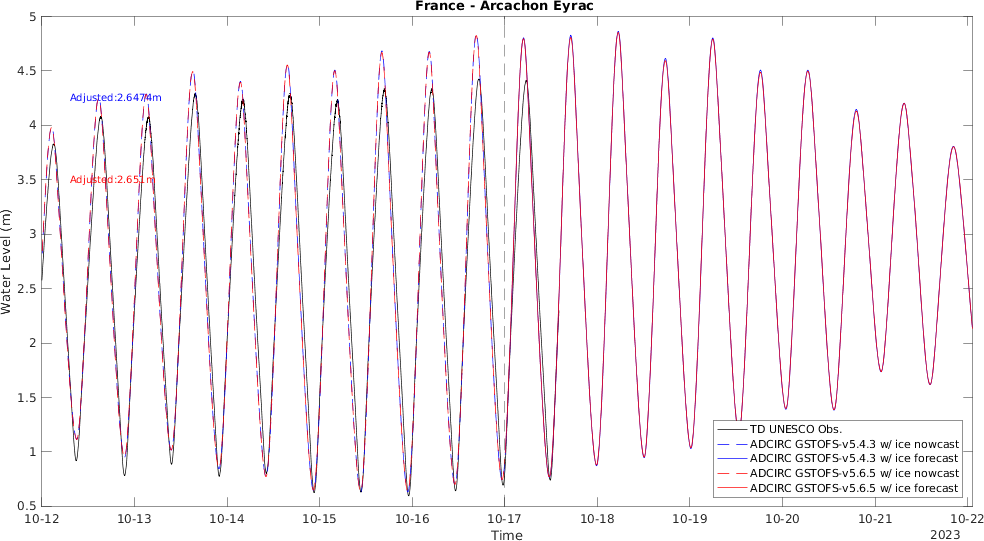 France - Arcachon Eyrac
5
4.5
4
3.5
3
2.5
2
1.5
1
0.5
Water Level (m)
Adjusted:2.6474m
Adjusted:2.651m
TD UNESCO Obs.
ADCIRC GSTOFS-v5.4.3 w/ ice nowcast
ADCIRC GSTOFS-v5.4.3 w/ ice forecast
ADCIRC GSTOFS-v5.6.5 w/ ice nowcast
ADCIRC GSTOFS-v5.6.5 w/ ice forecast
10-12 10-13 10-14 10-15 10-16 10-17 10-18 10-19 10-20 10-21 10-22
Time
2023